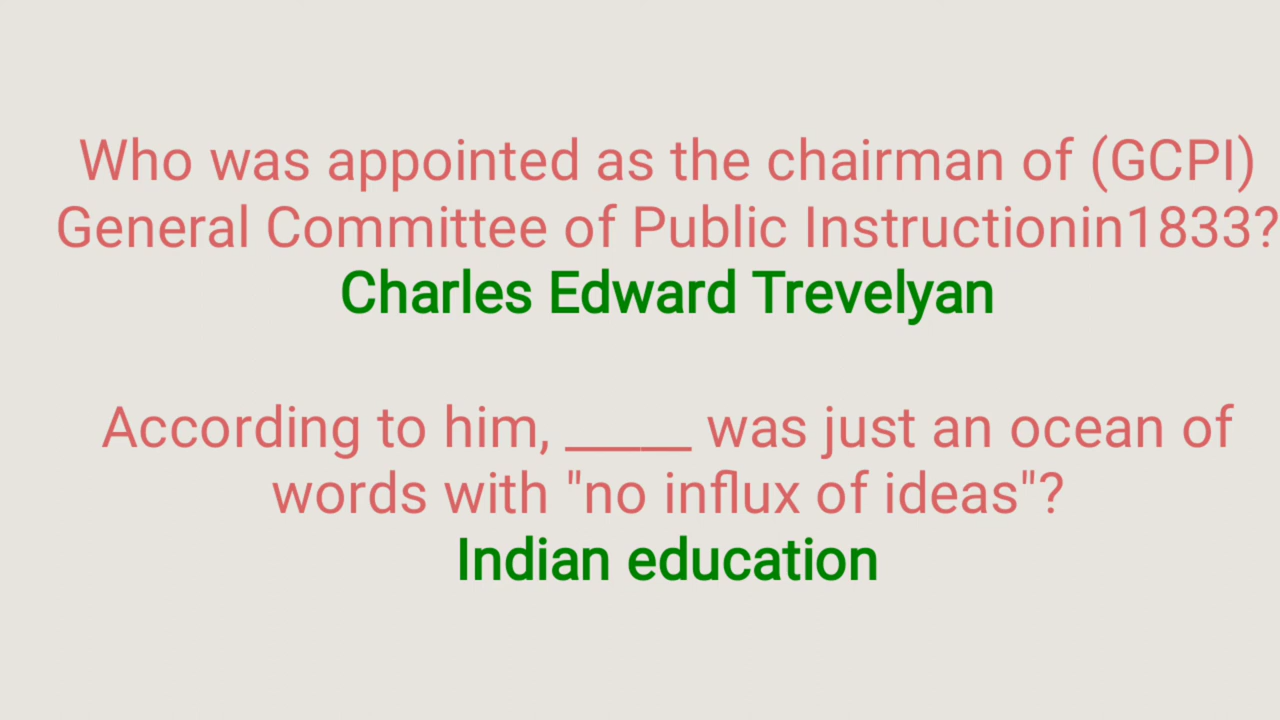 Who was appointed as the chairman of (GCPI)
General Committee of Public Instructionin1833?
Charles Edward Trevelyan
According to him, _____ was just an ocean of
words with "no influx of ideas"?
Indian education